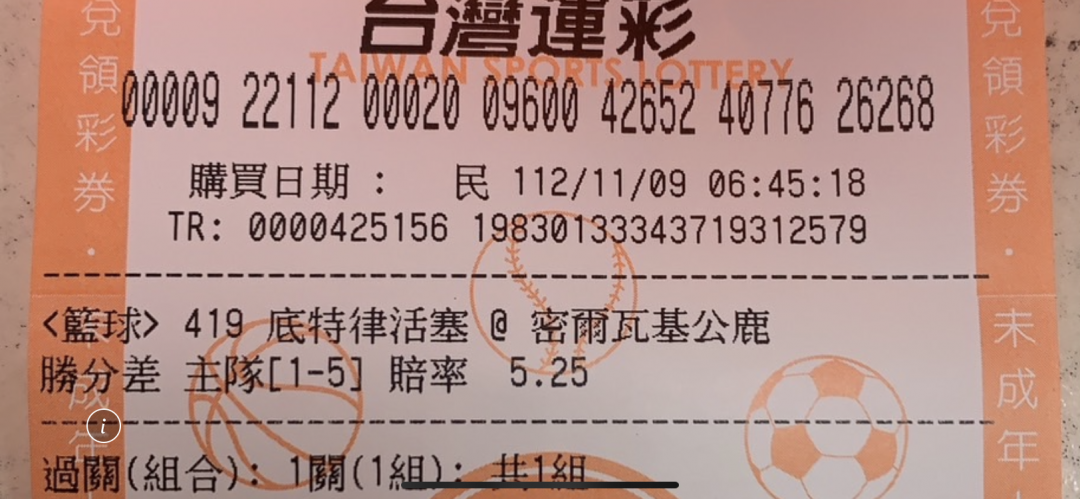 台灣運彩
TAIWAN SPORTS LOTTERY
00009 22112 00020 09600 42652 40776 26268
購買日期： 民 112/11/09 06:45:18
TR: 0000425156 19830133343719312579
<籃球> 419 底特律活塞 @ 密爾瓦基公鹿
勝分差 主隊[1-5] 賠率 5.25
過關(組合): 1關(1組): 共1組
兌領彩券．未成年
兌領彩券．未成年